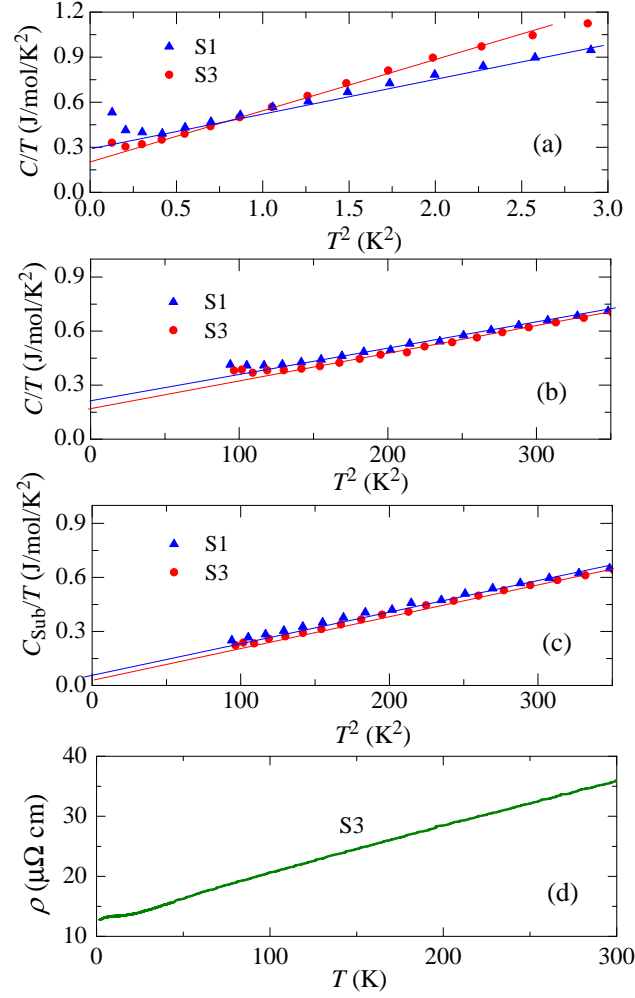 1.2
0.9
0.6
0.3
0.0
C/T (J/mol/K²)
S1
S3
(a)
0.0 0.5 1.0 1.5 2.0 2.5 3.0
T² (K²)
0.9
0.6
0.3
0.0
C/T (J/mol/K²)
S1
S3
(b)
0 100 200 300
T² (K²)
0.9
0.6
0.3
0.0
C_Sub/T (J/mol/K²)
S1
S3
(c)
0 100 200 300
T² (K²)
40
30
20
10
ρ (μΩ cm)
S3
(d)
0 100 200 300
T (K)